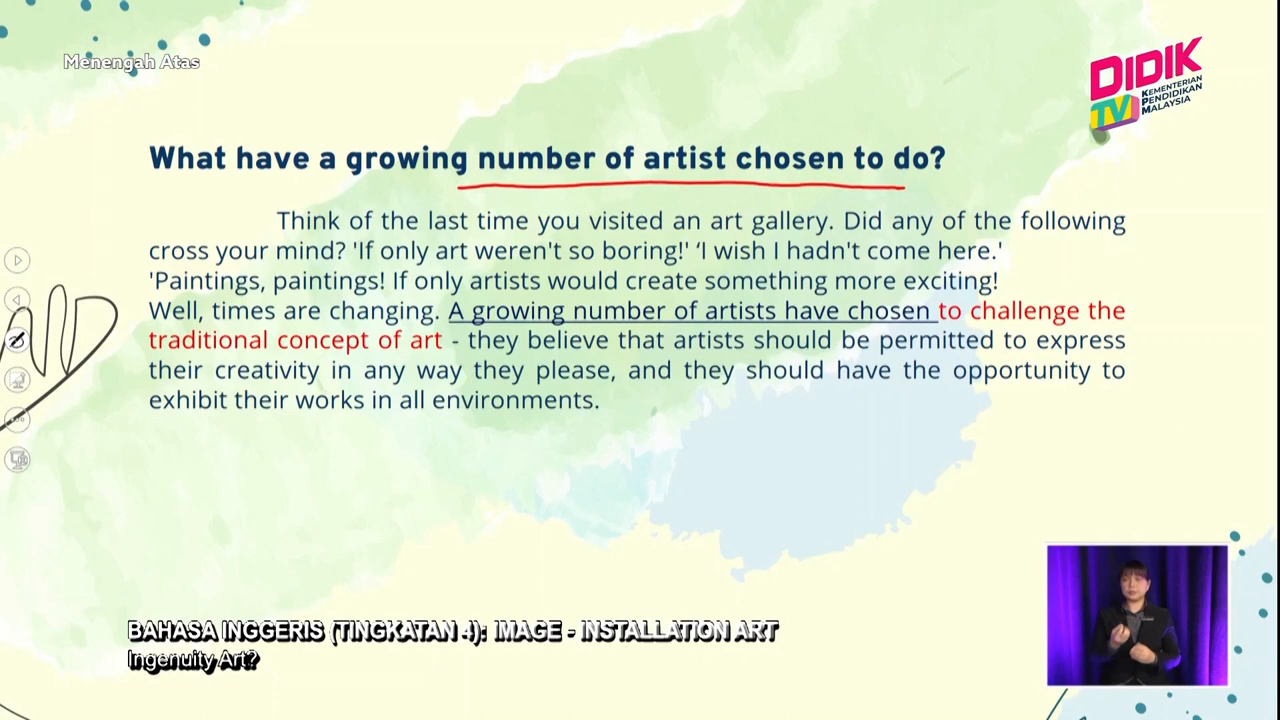 Menengah Atas
DIDIK
TV
KEMENTERIAN
PENDIDIKAN
MALAYSIA
What have a growing number of artist chosen to do?
Think of the last time you visited an art gallery. Did any of the following
cross your mind? 'If only art weren't so boring!' ‘I wish I hadn't come here.'
'Paintings, paintings! If only artists would create something more exciting!
Well, times are changing. A growing number of artists have chosen to challenge the
traditional concept of art - they believe that artists should be permitted to express
their creativity in any way they please, and they should have the opportunity to
exhibit their works in all environments.
BAHASA INGGERIS (TINGKATAN 4): IMAGE - INSTALLATION ART
Ingenuity Art?